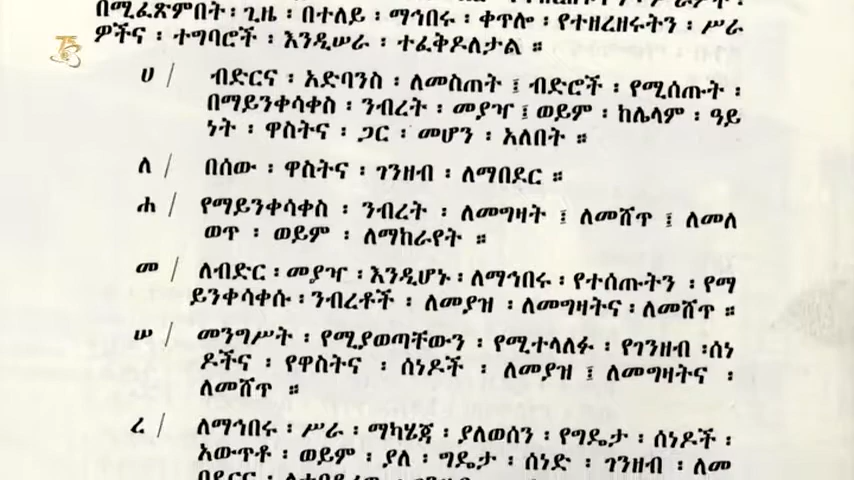 በሚፈጽምበት ፡ ጊዜ ፡ በተለይ ፡ ማኅበሩ ፡ ቀጥሎ ፡ የተዘረዘሩትን ፡ ሥራ
ዎችና ፡ ተግባሮች ፡ እንዲሠራ ፡ ተፈቅዶለታል ።
ሀ / ብድርና ፡ አድባንስ ፡ ለመስጠት ፤ ብድሮች ፡ የሚሰጡት ፡
በማይንቀሳቀስ ፡ ንብረት ፡ መያዣ ፤ ወይም ፡ ከሌላም ፡ ዓይ
ነት ፡ ዋስትና ፡ ጋር ፡ መሆን ፡ አለበት ።
ለ / በሰው ፡ ዋስትና ፡ ገንዘብ ፡ ለማበደር ።
ሐ / የማይንቀሳቀስ ፡ ንብረት ፡ ለመግዛት ፤ ለመሸጥ ፤ ለመለ
ወጥ ፡ ወይም ፡ ለማከራየት ።
መ / ለብድር ፡ መያዣ ፡ እንዲሆኑ ፡ ለማኅበሩ ፡ የተሰጡትን ፡ የማ
ይንቀሳቀሱ ፡ ንብረቶች ፡ ለመያዝ ፡ ለመግዛትና ፡ ለመሸጥ ።
ሠ / መንግሥት ፡ የሚያወጣቸውን ፡ የሚተላለፉ ፡ የገንዘብ ፡ሰነ
ዶችና ፡ የዋስትና ፡ ሰነዶች ፡ ለመያዝ ፤ ለመግዛትና ፡
ለመሸጥ ።
ረ / ለማኅበሩ ፡ ሥራ ፡ ማካሄጃ ፡ ያለወሰን ፡ የግዴታ ፡ ሰነዶች ፡
አውጥቶ ፡ ወይም ፡ ያለ ፡ ግዴታ ፡ ሰነድ ፡ ገንዘብ ፡ ለመ